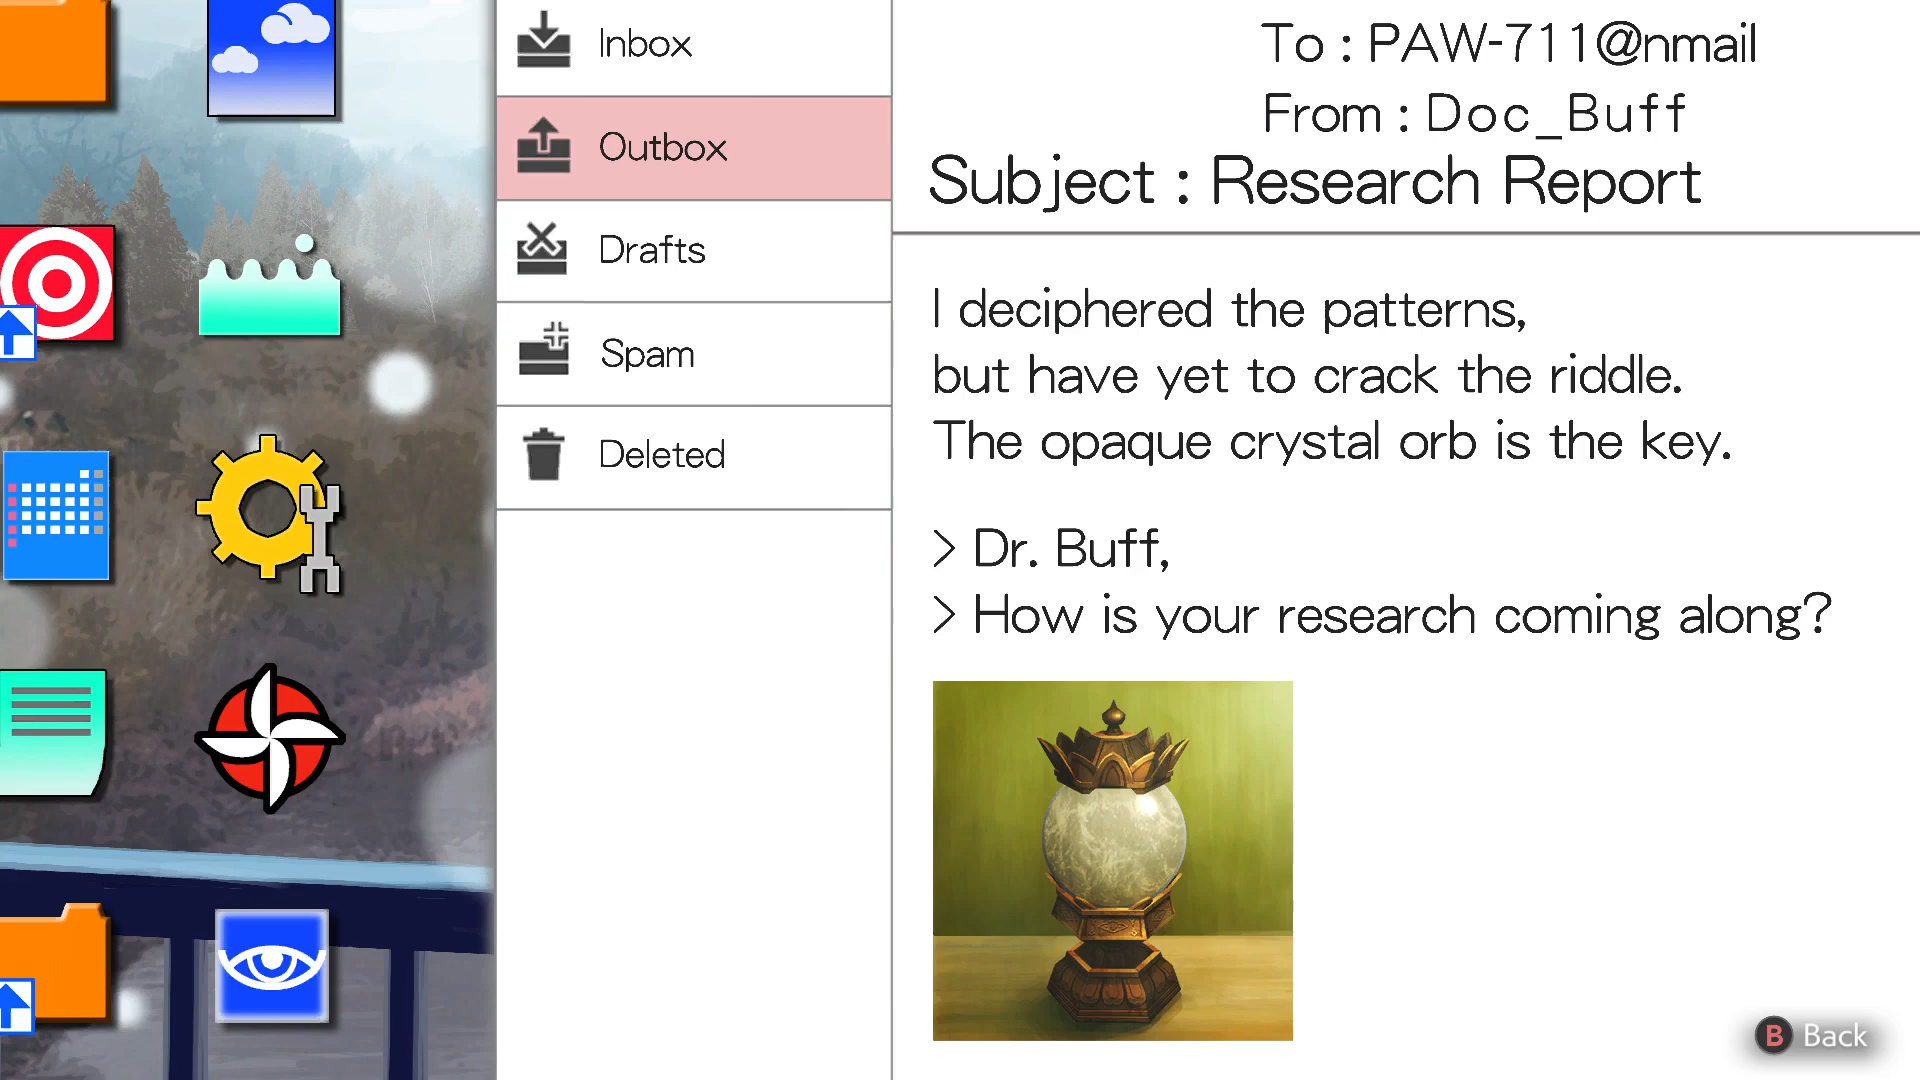 Inbox
Outbox
Drafts
Spam
Deleted
To : PAW-711@nmail
From : Doc_Buff
Subject : Research Report
I deciphered the patterns,
but have yet to crack the riddle.
The opaque crystal orb is the key.
> Dr. Buff,
> How is your research coming along?
B Back